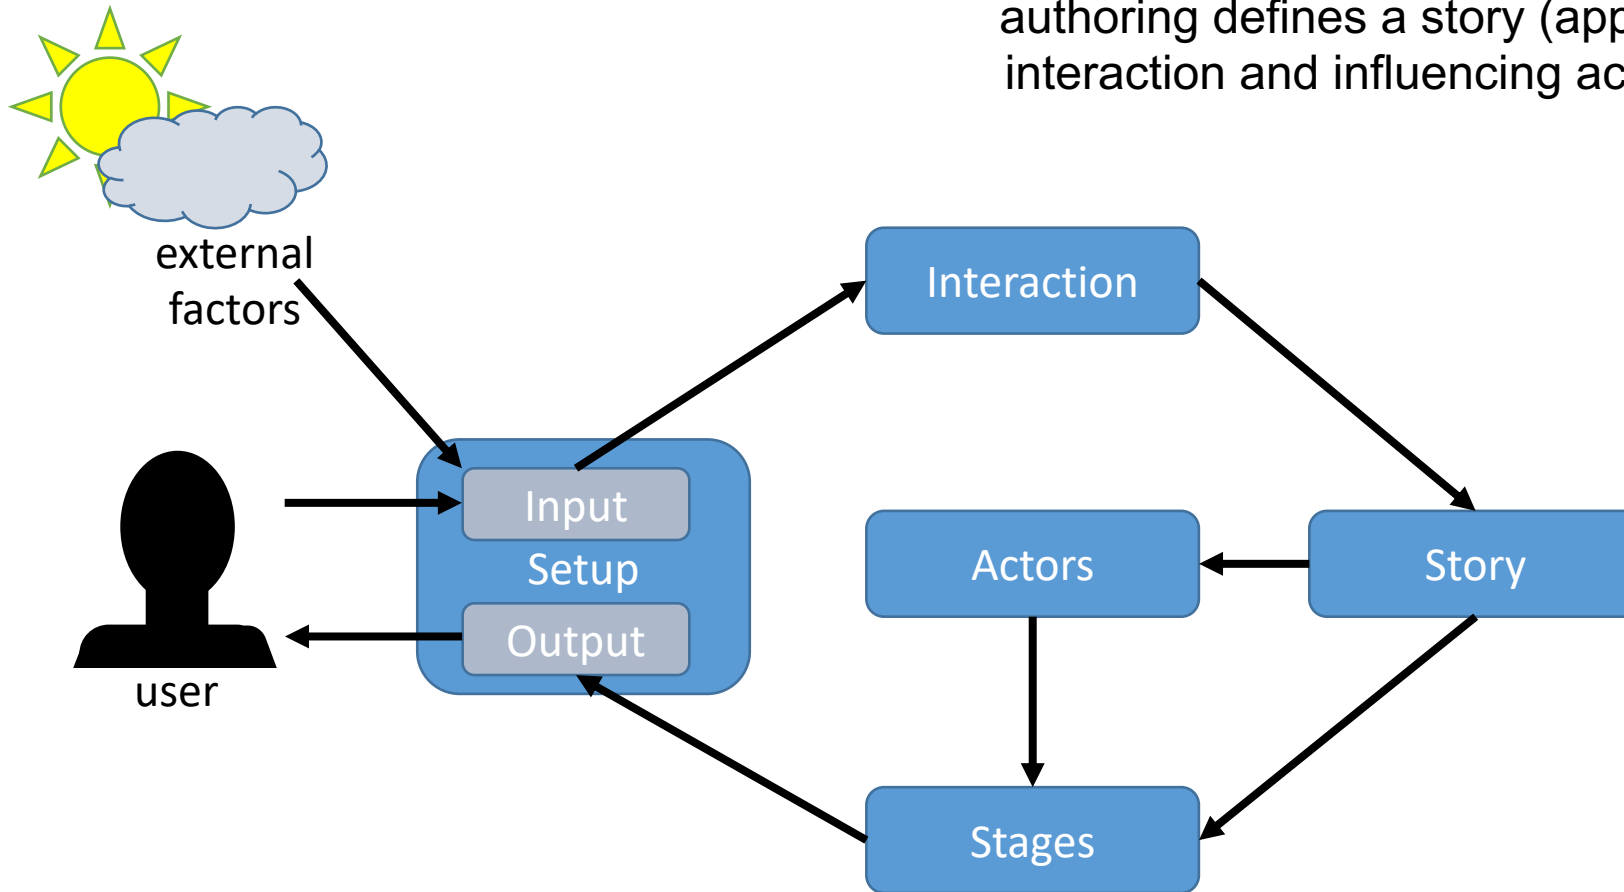 authoring defines a story
interaction and influencing
external
factors
Interaction
Input
Setup
Output
Actors
Story
user
Stages